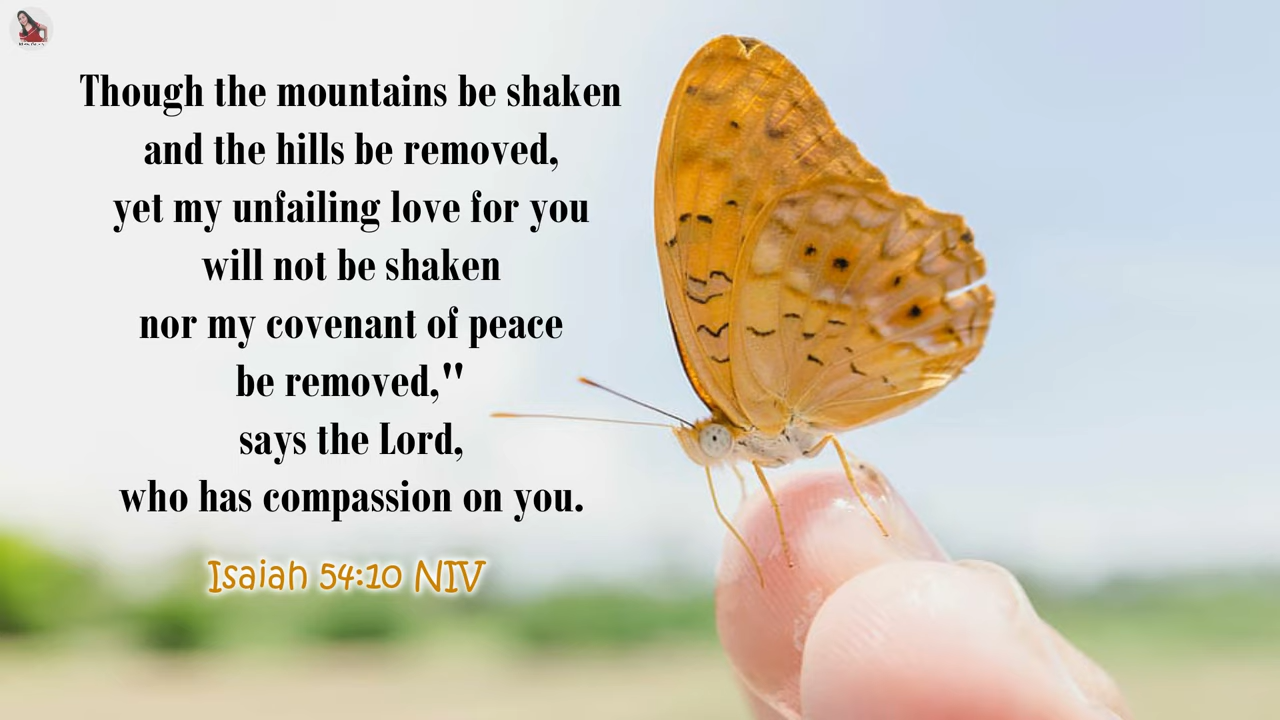 Though the mountains be shaken
and the hills be removed,
yet my unfailing love for you
will not be shaken
nor my covenant of peace
be removed,"
says the Lord,
who has compassion on you.
Isaiah 54:10 NIV